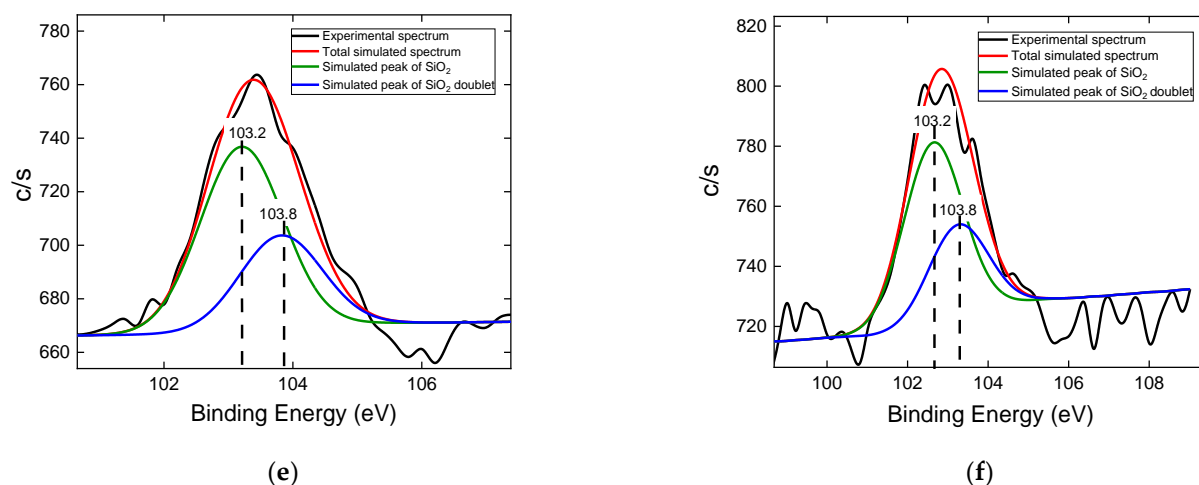 780
760
740
720
700
680
660
c/s
Experimental spectrum
Total simulated spectrum
Simulated peak of SiO₂
Simulated peak of SiO₂ doublet
103.2
103.8
102 104 106
Binding Energy (eV)
(e)
820
800
780
760
740
720
c/s
Experimental spectrum
Total simulated spectrum
Simulated peak of SiO₂
Simulated peak of SiO₂ doublet
103.2
103.8
100 102 104 106 108
Binding Energy (eV)
(f)